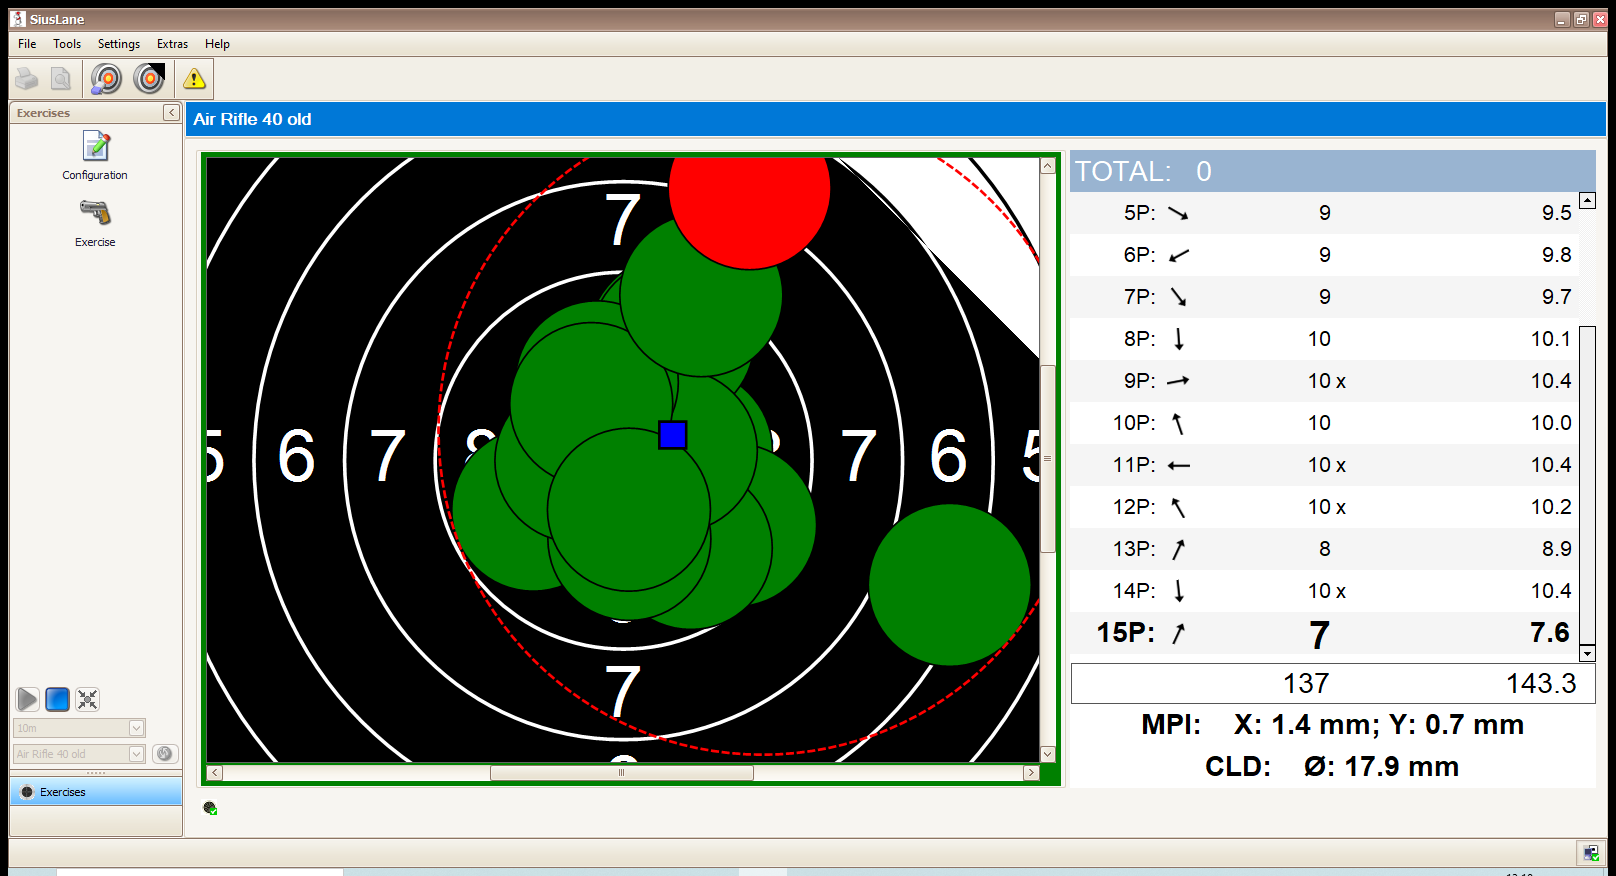 SiusLane
File Tools Settings Extras Help
Exercises
Configuration
Exercise
10m
Air Rifle 40 old
Exercises
Air Rifle 40 old
7
5 6 7 8 7 6 5
7
TOTAL: 0
5P: 9 9.5
6P: 9 9.8
7P: 9 9.7
8P: 10 10.1
9P: 10 x 10.4
10P: 10 10.0
11P: 10 x 10.4
12P: 10 x 10.2
13P: 8 8.9
14P: 10 x 10.4
15P: 7 7.6
137 143.3
MPI: X: 1.4 mm; Y: 0.7 mm
CLD: Ø: 17.9 mm